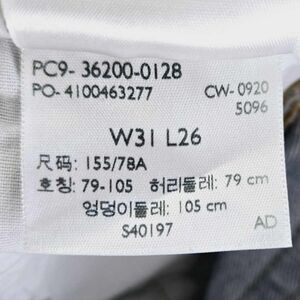 PC9- 36200-0128
PO- 4100463277 CW- 0920
5096
W31 L26
尺码: 155/78A
호칭: 79-105 허리둘레: 79 cm
엉덩이둘레: 105 cm
S40197 AD